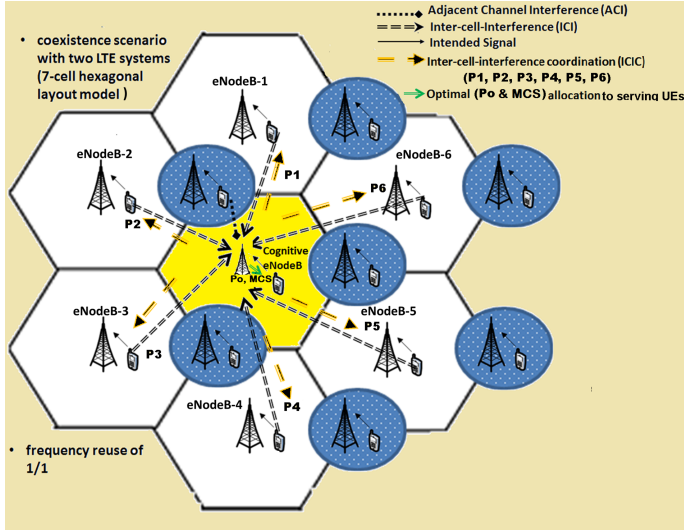 Adjacent Channel Interference (ACI)
Inter-cell-Interference (ICI)
Intended Signal
Inter-cell-interference coordination (ICIC)
(P1, P2, P3, P4, P5, P6)
Optimal (Po & MCS) allocation to serving UEs
• coexistence scenario
with two LTE systems
(7-cell hexagonal
layout model )
eNodeB-1
eNodeB-2
eNodeB-6
P1
P6
P2
Cognitive
eNodeB
Po, MCS
eNodeB-3
eNodeB-5
P5
P3
eNodeB-4
P4
• frequency reuse of
1/1